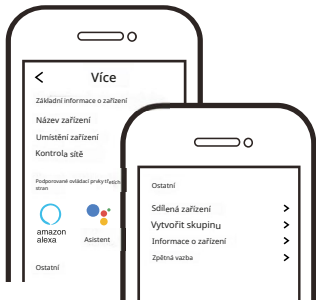 Více
Základní informace o zařízení
Název zařízení
Umístění zařízení
Kontrola sítě
Podporované ovládací prvky třetích
stran
amazon
alexa
Asistent
Ostatní
Ostatní
Sdílená zařízení
Vytvořit skupinu
Informace o zařízení
Zpětná vazba